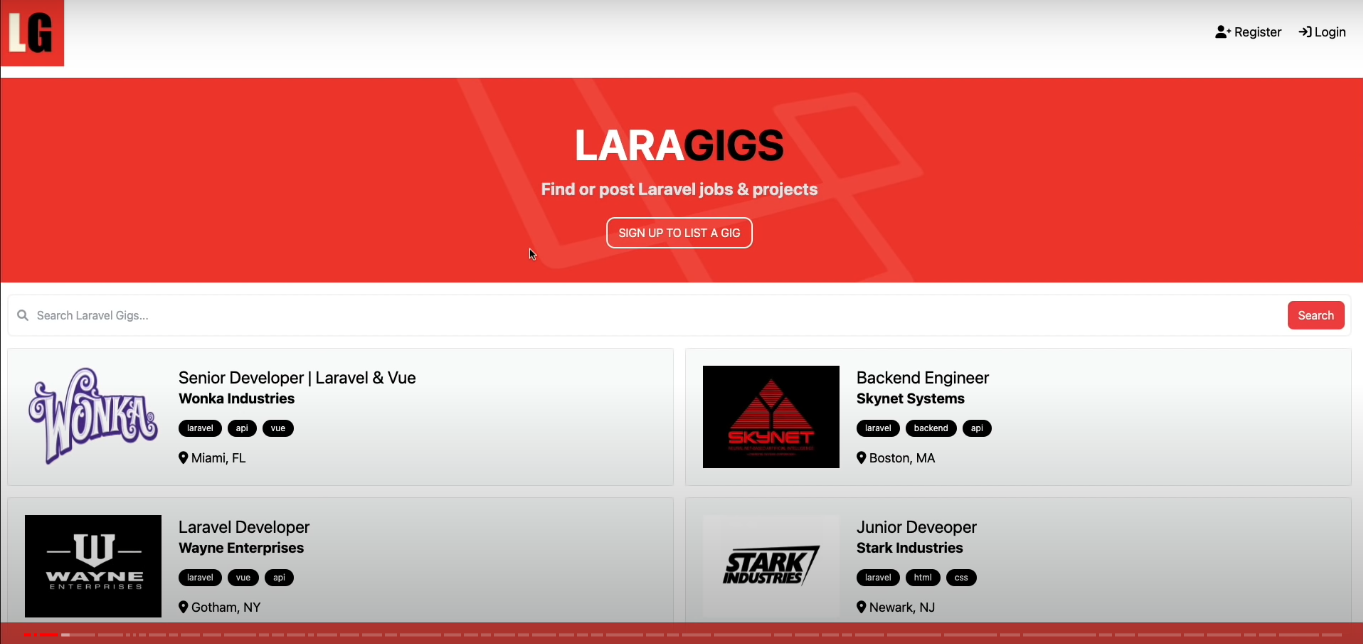 LG
Register
Login
LARAGIGS
Find or post Laravel jobs & projects
SIGN UP TO LIST A GIG
Search Laravel Gigs...
Search
WONKA
Senior Developer | Laravel & Vue
Wonka Industries
laravel
api
vue
Miami, FL
SKYNET
Backend Engineer
Skynet Systems
laravel
backend
api
Boston, MA
W
WAYNE
ENTERPRISES
Laravel Developer
Wayne Enterprises
laravel
vue
api
Gotham, NY
STARK
INDUSTRIES
Junior Deveoper
Stark Industries
laravel
html
css
Newark, NJ